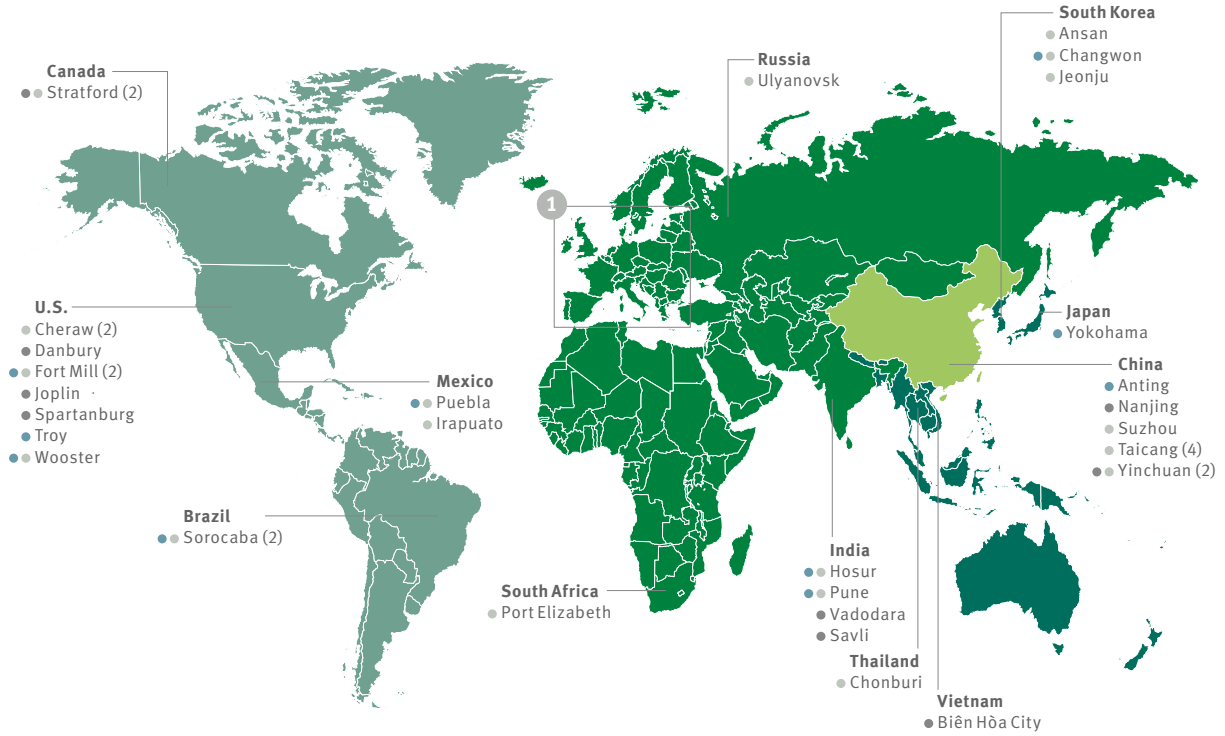 South Korea
Ansan
Changwon
Jeonju
Russia
Ulyanovsk
Canada
Stratford (2)
1
U.S.
Cheraw (2)
Danbury
Fort Mill (2)
Joplin
Spartanburg
Troy
Wooster
Mexico
Puebla
Irapuato
Japan
Yokohama
China
Anting
Nanjing
Suzhou
Taicang (4)
Yinchuan (2)
Brazil
Sorocaba (2)
South Africa
Port Elizabeth
India
Hosur
Pune
Vadodara
Savli
Thailand
Chonburi
Vietnam
Biên Hòa City